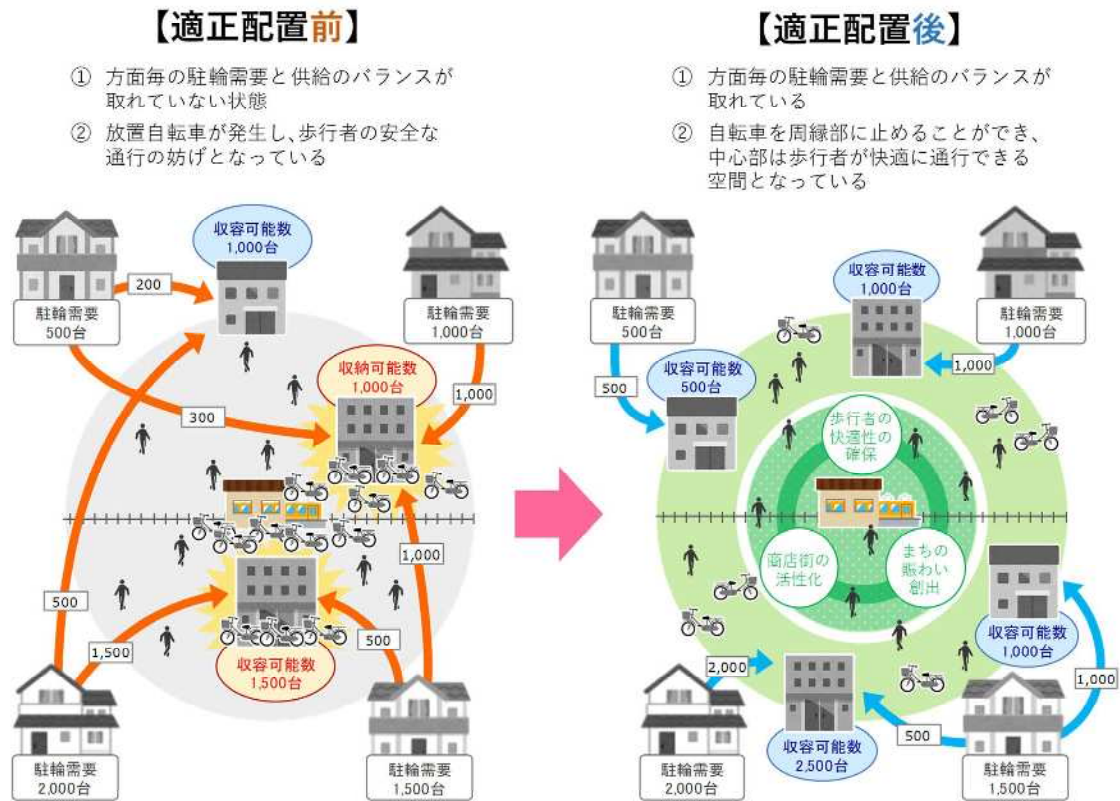 【適正配置前】
① 方面毎の駐輪需要と供給のバランスが
取れていない状態
② 放置自転車が発生し、歩行者の安全な
通行の妨げとなっている
収容可能数
1,000台
駐輪需要
500台
200
駐輪需要
1,000台
収納可能数
1,000台
300
1,000
1,000
500
1,500
500
収容可能数
1,500台
駐輪需要
2,000台
駐輪需要
1,500台
【適正配置後】
① 方面毎の駐輪需要と供給のバランスが
取れている
② 自転車を周縁部に止めることができ、
中心部は歩行者が快適に通行できる
空間となっている
駐輪需要
500台
収容可能数
1,000台
駐輪需要
1,000台
500
収容可能数
500台
1,000
歩行者の
快適性の
確保
商店街の
活性化
まちの
賑わい
創出
収容可能数
1,000台
2,000
1,000
500
収容可能数
2,500台
駐輪需要
2,000台
駐輪需要
1,500台